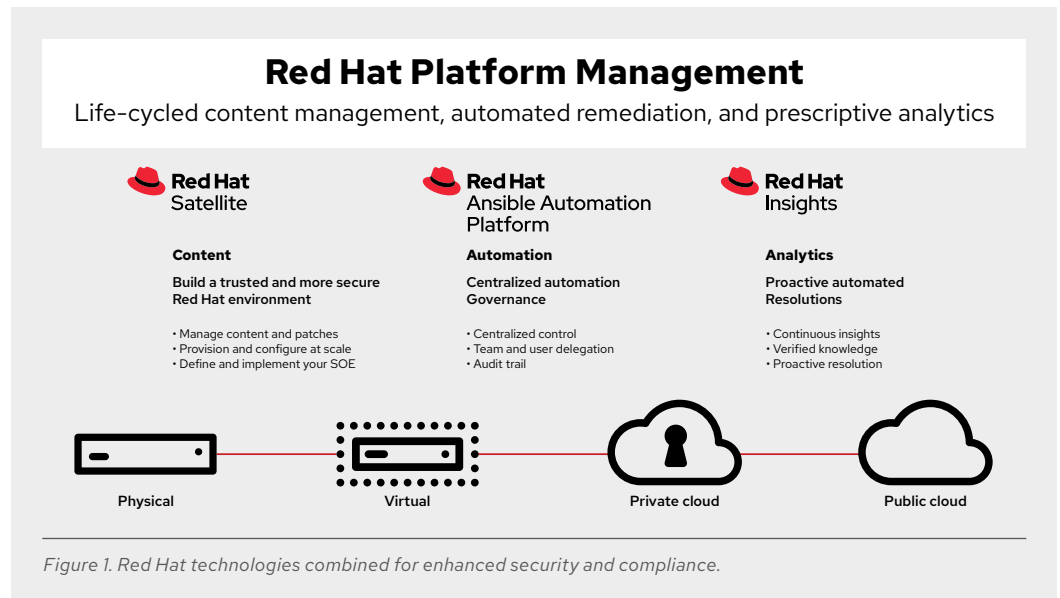 Red Hat Platform Management
Life-cycled content management, automated remediation, and prescriptive analytics
Red Hat
Satellite
Content
Build a trusted and more secure
Red Hat environment
• Manage content and patches
• Provision and configure at scale
• Define and implement your SOE
Red Hat
Ansible Automation
Platform
Automation
Centralized automation
Governance
• Centralized control
• Team and user delegation
• Audit trail
Red Hat
Insights
Analytics
Proactive automated
Resolutions
• Continuous insights
• Verified knowledge
• Proactive resolution
Physical
Virtual
Private cloud
Public cloud
Figure 1. Red Hat technologies combined for enhanced security and compliance.